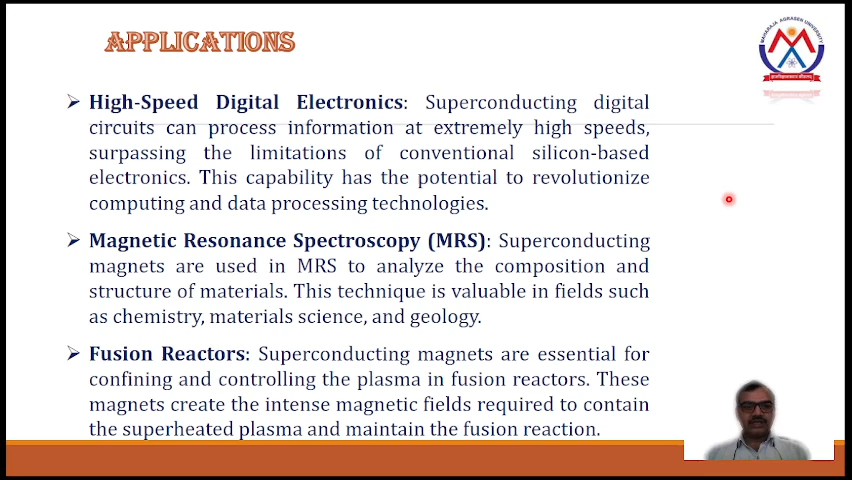 APPLICATIONS
MAHARAJA AGRASEN UNIVERSITY
➢ High-Speed Digital Electronics: Superconducting digital
circuits can process information at extremely high speeds,
surpassing the limitations of conventional silicon-based
electronics. This capability has the potential to revolutionize
computing and data processing technologies.
➢ Magnetic Resonance Spectroscopy (MRS): Superconducting
magnets are used in MRS to analyze the composition and
structure of materials. This technique is valuable in fields such
as chemistry, materials science, and geology.
➢ Fusion Reactors: Superconducting magnets are essential for
confining and controlling the plasma in fusion reactors. These
magnets create the intense magnetic fields required to contain
the superheated plasma and maintain the fusion reaction.